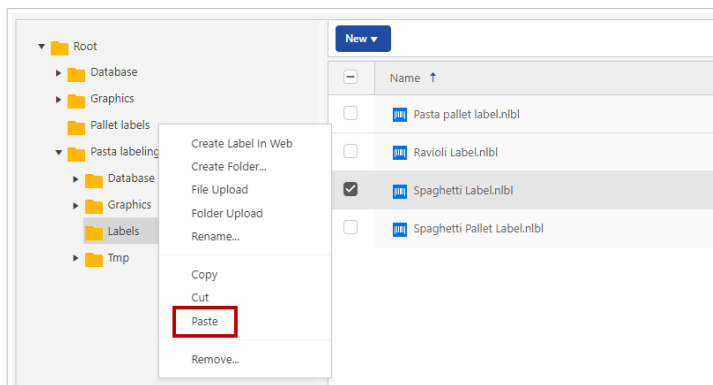 Root
Database
Graphics
Pallet labels
Pasta labeling
Database
Graphics
Labels
Tmp
Create Label In Web
Create Folder...
File Upload
Folder Upload
Rename...
Copy
Cut
Paste
Remove...
New
Name
Pasta pallet label.nlbl
Ravioli Label.nlbl
Spaghetti Label.nlbl
Spaghetti Pallet Label.nlbl